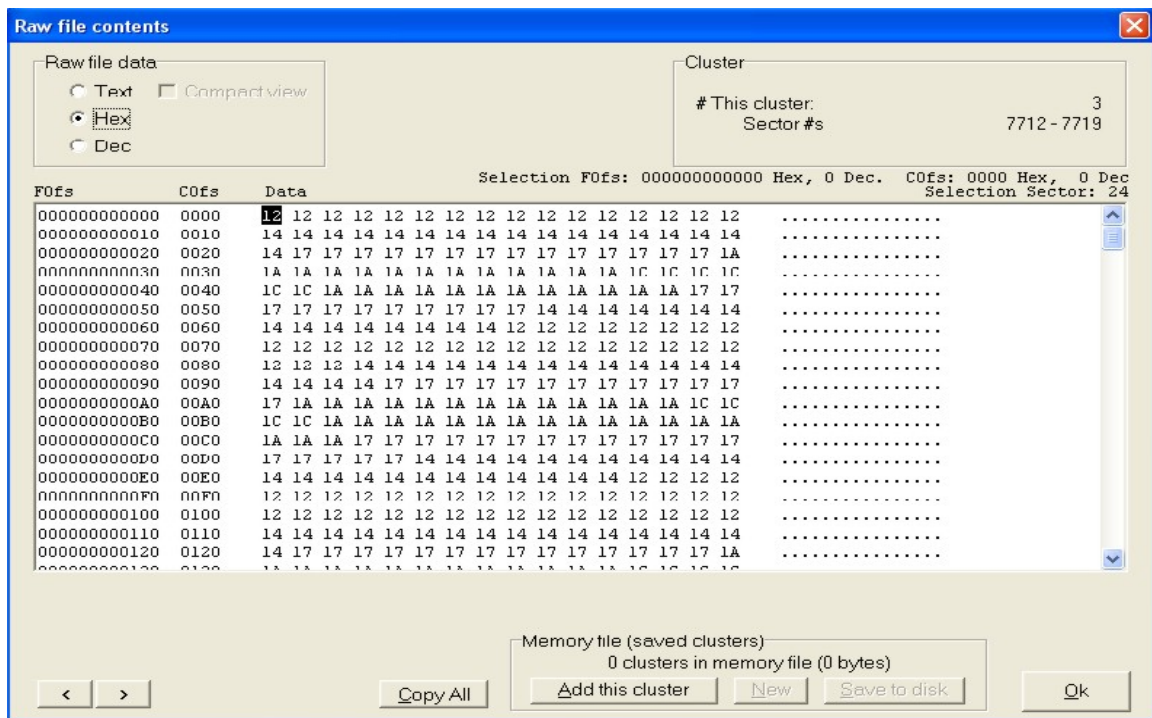 Raw file contents
Raw file data
Text Compact view
Hex
Dec
Cluster
# This cluster: 3
Sector #s 7712 - 7719
Selection FOfs: 000000000000 Hex, 0 Dec. COfs: 0000 Hex, 0 Dec
FOfs COfs Data Selection Sector: 24
000000000000 0000 12 12 12 12 12 12 12 12 12 12 12 12 12 12 12 12 ................
000000000010 0010 14 14 14 14 14 14 14 14 14 14 14 14 14 14 14 14 ................
000000000020 0020 14 17 17 17 17 17 17 17 17 17 17 17 17 17 17 1A ................
000000000030 0030 1A 1A 1A 1A 1A 1A 1A 1A 1A 1A 1A 1A 1C 1C 1C 1C ................
000000000040 0040 1C 1C 1A 1A 1A 1A 1A 1A 1A 1A 1A 1A 1A 1A 17 17 ................
000000000050 0050 17 17 17 17 17 17 17 17 17 14 14 14 14 14 14 14 ................
000000000060 0060 14 14 14 14 14 14 14 14 12 12 12 12 12 12 12 12 ................
000000000070 0070 12 12 12 12 12 12 12 12 12 12 12 12 12 12 12 12 ................
000000000080 0080 12 12 12 14 14 14 14 14 14 14 14 14 14 14 14 14 ................
000000000090 0090 14 14 14 14 17 17 17 17 17 17 17 17 17 17 17 17 ................
0000000000A0 00A0 17 1A 1A 1A 1A 1A 1A 1A 1A 1A 1A 1A 1A 1A 1C 1C ................
0000000000B0 00B0 1C 1C 1A 1A 1A 1A 1A 1A 1A 1A 1A 1A 1A 1A 1A 1A ................
0000000000C0 00C0 1A 1A 1A 17 17 17 17 17 17 17 17 17 17 17 17 17 ................
0000000000D0 00D0 17 17 17 17 17 14 14 14 14 14 14 14 14 14 14 14 ................
0000000000E0 00E0 14 14 14 14 14 14 14 14 14 14 14 14 12 12 12 12 ................
0000000000F0 00F0 12 12 12 12 12 12 12 12 12 12 12 12 12 12 12 12 ................
000000000100 0100 12 12 12 12 12 12 12 12 12 12 12 12 12 12 12 12 ................
000000000110 0110 14 14 14 14 14 14 14 14 14 14 14 14 14 14 14 14 ................
000000000120 0120 14 17 17 17 17 17 17 17 17 17 17 17 17 17 17 1A ................
Memory file (saved clusters)
0 clusters in memory file (0 bytes)
< > Copy All Add this cluster New Save to disk Ok